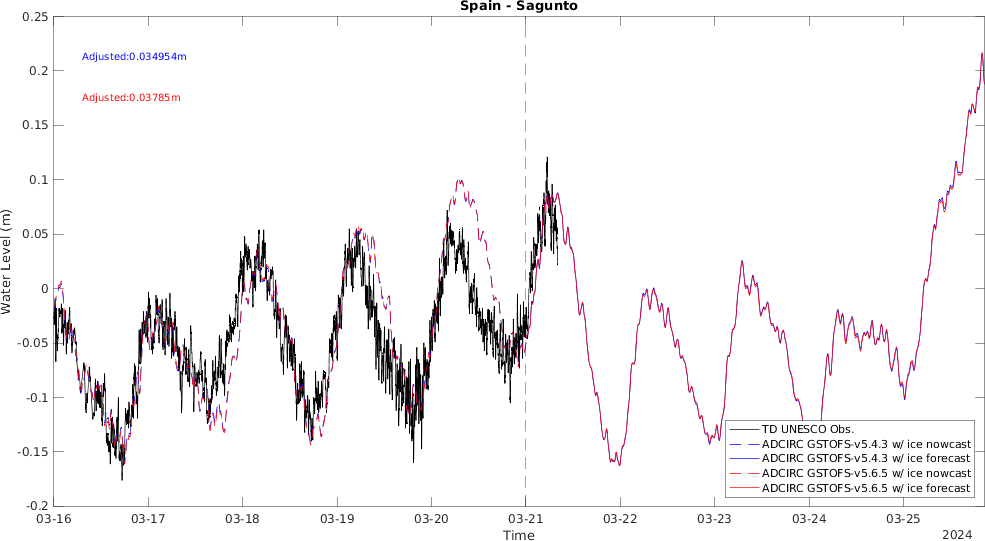 Spain - Sagunto
0.25
0.2
0.15
0.1
0.05
0
-0.05
-0.1
-0.15
-0.2
Water Level (m)
Adjusted:0.034954m
Adjusted:0.03785m
TD UNESCO Obs.
ADCIRC GSTOFS-v5.4.3 w/ ice nowcast
ADCIRC GSTOFS-v5.4.3 w/ ice forecast
ADCIRC GSTOFS-v5.6.5 w/ ice nowcast
ADCIRC GSTOFS-v5.6.5 w/ ice forecast
03-16 03-17 03-18 03-19 03-20 03-21 03-22 03-23 03-24 03-25
Time
2024